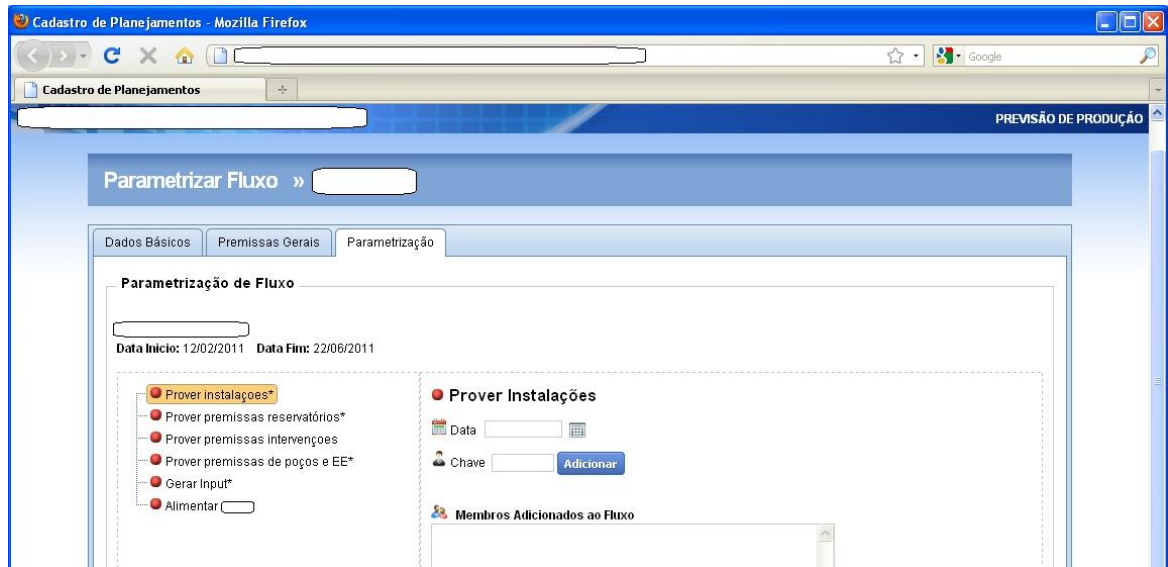 Cadastro de Planejamentos - Mozilla Firefox
Google
Cadastro de Planejamentos
PREVISÃO DE PRODUÇÃO
Parametrizar Fluxo »
Dados Básicos Premissas Gerais Parametrização
Parametrização de Fluxo
Data Inicio: 12/02/2011 Data Fim: 22/06/2011
Prover instalaçoes*
Prover premissas reservatórios*
Prover premissas intervençoes
Prover premissas de poços e EE*
Gerar Input*
Alimentar
Prover Instalações
Data
Chave Adicionar
Membros Adicionados ao Fluxo